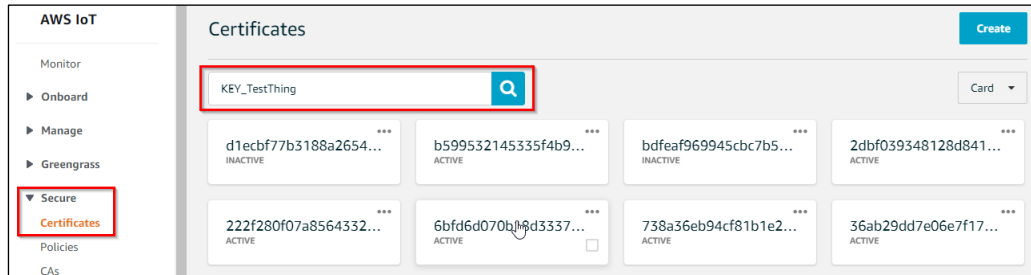 AWS IoT
Monitor
Onboard
Manage
Greengrass
Secure
Certificates
Policies
CAs
Certificates
Create
KEY_TestThing
Card
d1ecbf77b3188a2654...
INACTIVE
b599532145335f4b9...
ACTIVE
bdfeaf969945cbc7b5...
INACTIVE
2dbf039348128d841...
ACTIVE
222f280f07a8564332...
ACTIVE
ACTIVE
738a36eb94cf81b1e2...
ACTIVE
36ab29dd7e06e7f17...
ACTIVE